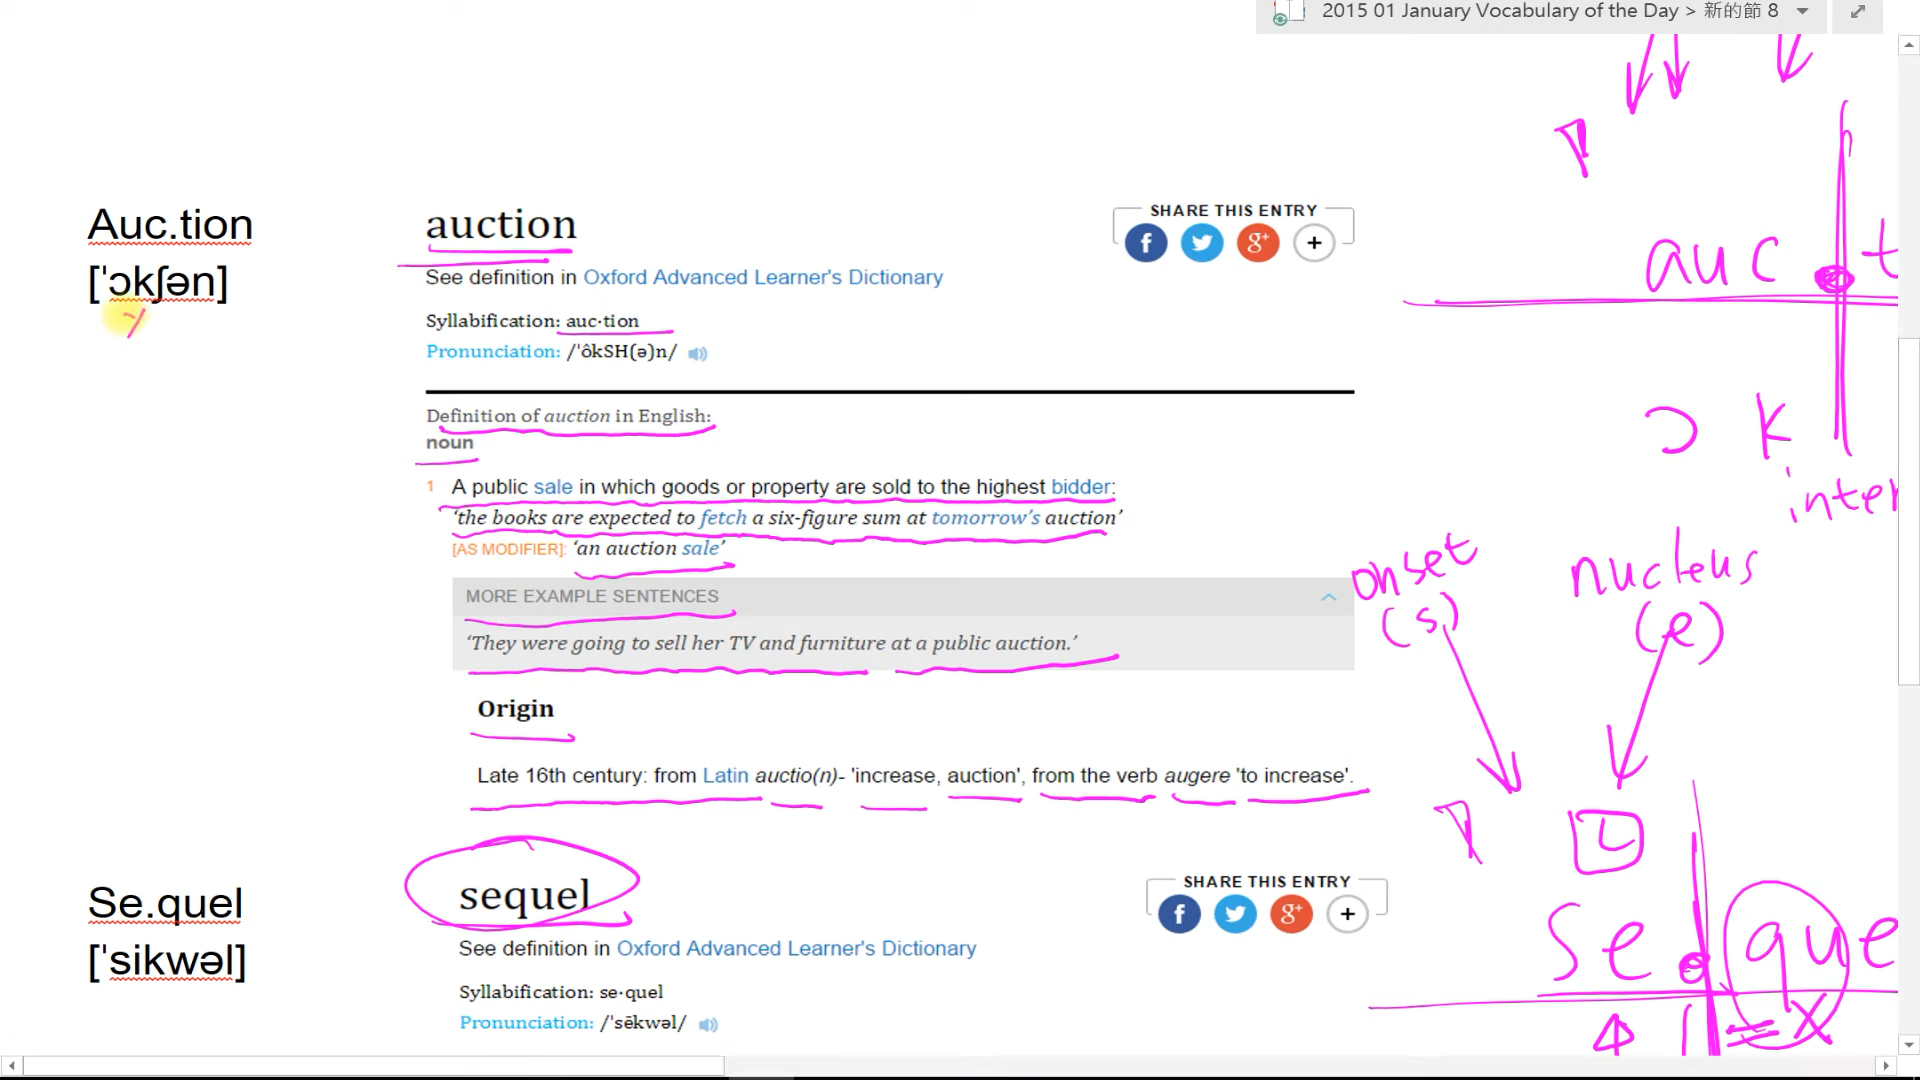 2015 01 January Vocabulary of the Day > 新的節 8
Auc.tion
[ˈɔkʃən]
auction
SHARE THIS ENTRY
See definition in Oxford Advanced Learner's Dictionary
Syllabification: auc·tion
Pronunciation: /ˈôkSH(ə)n/
auc t
Definition of auction in English:
noun
ɔ k
1 A public sale in which goods or property are sold to the highest bidder:
inter
‘the books are expected to fetch a six-figure sum at tomorrow’s auction’
[AS MODIFIER]: ‘an auction sale’
onset
nucleus
MORE EXAMPLE SENTENCES
(s)
(e)
‘They were going to sell her TV and furniture at a public auction.’
Origin
Late 16th century: from Latin auctio(n)- 'increase, auction', from the verb augere 'to increase'.
Se.quel
[ˈsikwəl]
sequel
SHARE THIS ENTRY
See definition in Oxford Advanced Learner's Dictionary
se que
Syllabification: se·quel
Pronunciation: /ˈsēkwəl/